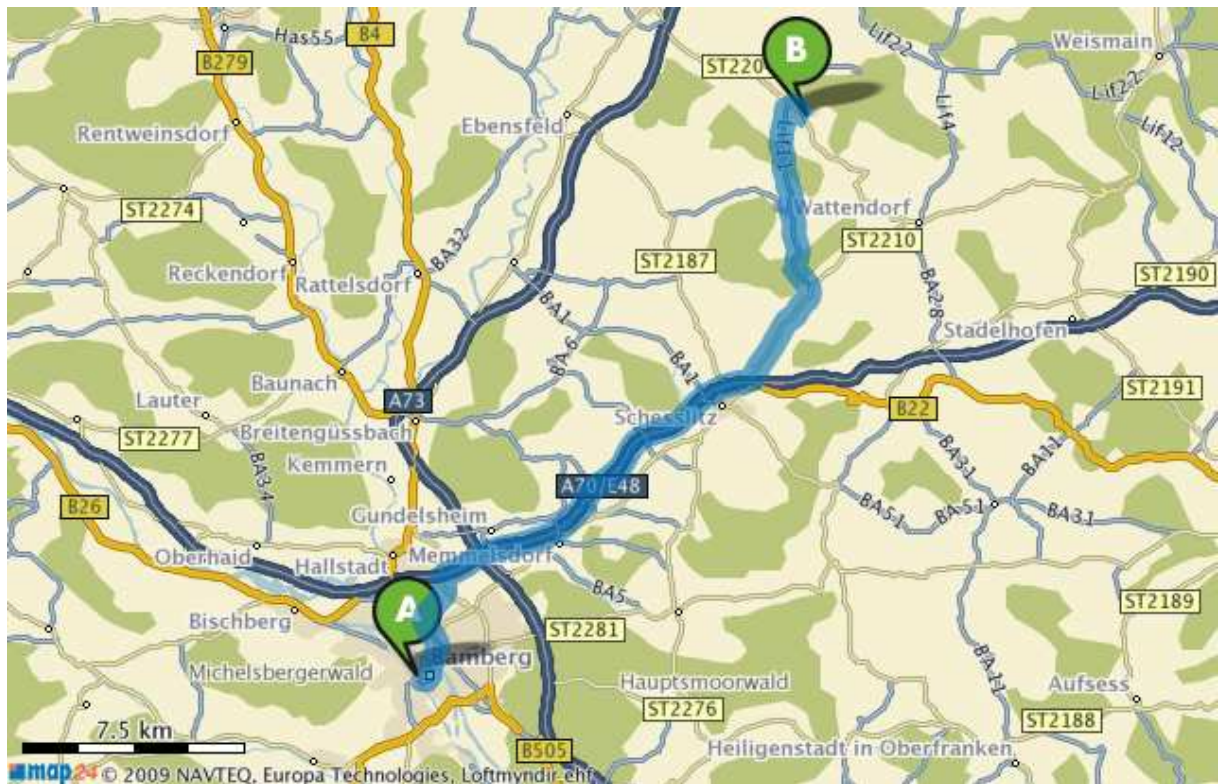 Has55
B4
B279
Rentweinsdorf
Ebensfeld
ST220
B
Lif22
Weismain
Lif22
Lif4
Lif12
ST2274
BA32
Reckendorf
Rattelsdorf
Wattendorf
ST2210
ST2187
BA28
ST2190
BA1
BA6
Stadelhofen
Baunach
Lauter
A73
BA1
ST2191
Breitengüssbach
Schesslitz
B22
ST2277
Kemmern
BA34
A70/E48
BA31
BA11
B26
Gundelsheim
BA51
BA51
BA31
Oberhaid
Hallstadt
Memmelsdorf
BA5
A
Bischberg
ST2281
ST2189
Michelsbergerwald
Bamberg
Hauptsmoorwald
BA11
Aufsess
ST2276
ST2188
7.5 km
B505
Heiligenstadt in Oberfranken
map24 © 2009 NAVTEQ, Europa Technologies, Loftmyndir ehf